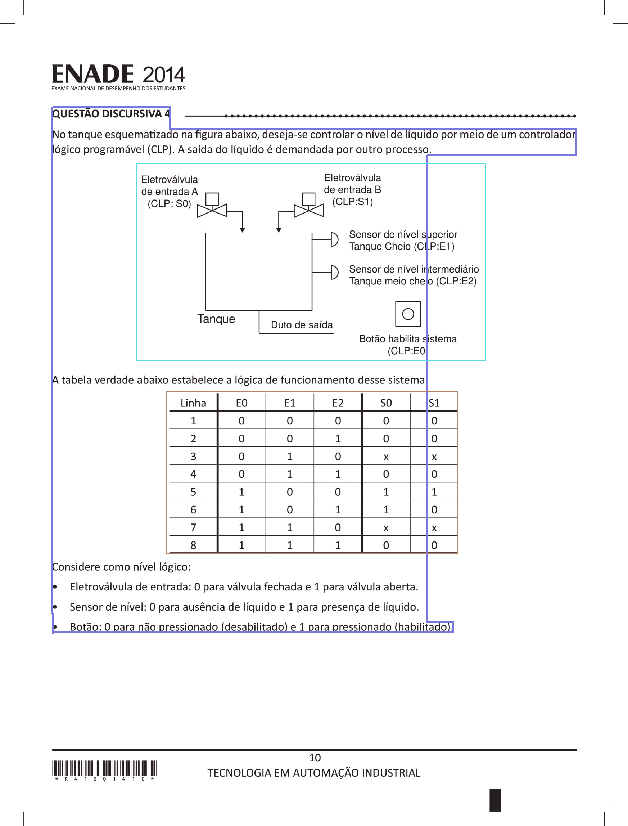 ENADE 2014
EXAME NACIONAL DE DESEMPENHO DOS ESTUDANTES
QUESTÃO DISCURSIVA 4
No tanque esquematizado na figura abaixo, deseja-se controlar o nível de líquido por meio de um controlador
lógico programável (CLP). A saída do líquido é demandada por outro processo.
Eletroválvula
de entrada A
(CLP: S0)
Eletroválvula
de entrada B
(CLP:S1)
Sensor de nível superior
Tanque Cheio (CLP:E1)
Sensor de nível intermediário
Tanque meio cheio (CLP:E2)
Tanque
Duto de saída
Botão habilita sistema
(CLP:E0
A tabela verdade abaixo estabelece a lógica de funcionamento desse sistema
Linha E0 E1 E2 S0 S1
1 0 0 0 0 0
2 0 0 1 0 0
3 0 1 0 x x
4 0 1 1 0 0
5 1 0 0 1 1
6 1 0 1 1 0
7 1 1 0 x x
8 1 1 1 0 0
Considere como nível lógico:
• Eletroválvula de entrada: 0 para válvula fechada e 1 para válvula aberta.
• Sensor de nível: 0 para ausência de líquido e 1 para presença de líquido.
• Botão: 0 para não pressionado (desabilitado) e 1 para pressionado (habilitado).
10
TECNOLOGIA EM AUTOMAÇÃO INDUSTRIAL
* R 4 1 2 0 1 4 1 0 *